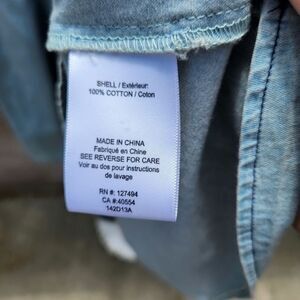 SHELL / Extérieur:
100% COTTON / Coton
MADE IN CHINA
Fabriqué en Chine
SEE REVERSE FOR CARE
Voir au dos pour instructions
de lavage
RN #: 127494
CA #:40554
142D13A